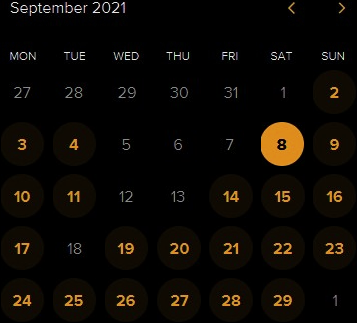 September 2021
MON TUE WED THU FRI SAT SUN
27 28 29 30 31 1 2
3 4 5 6 7 8 9
10 11 12 13 14 15 16
17 18 19 20 21 22 23
24 25 26 27 28 29 1